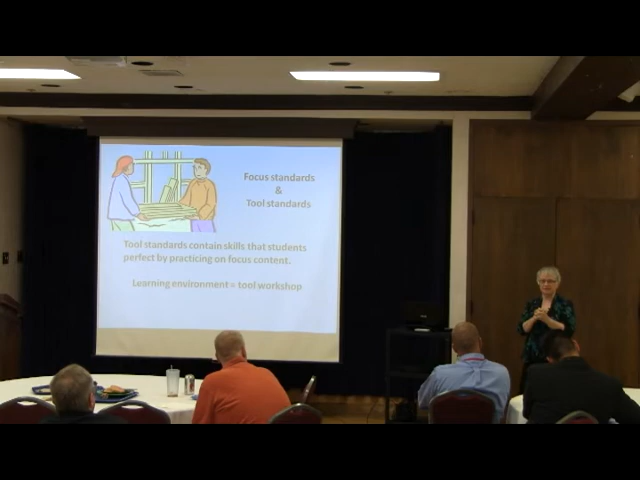 Focus standards
&
Tool standards
Tool standards contain skills that students
perfect by practicing on focus content.
Learning environment = tool workshop